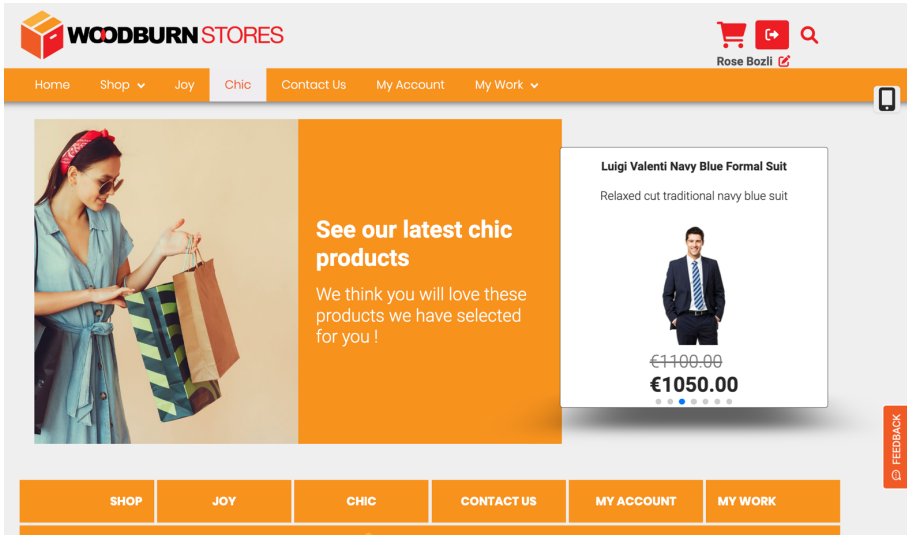 WOODBURN STORES
Rose Bozli
Home Shop Joy Chic Contact Us My Account My Work
See our latest chic
products
We think you will love these
products we have selected
for you !
Luigi Valenti Navy Blue Formal Suit
Relaxed cut traditional navy blue suit
€1100.00
€1050.00
FEEDBACK
SHOP JOY CHIC CONTACT US MY ACCOUNT MY WORK